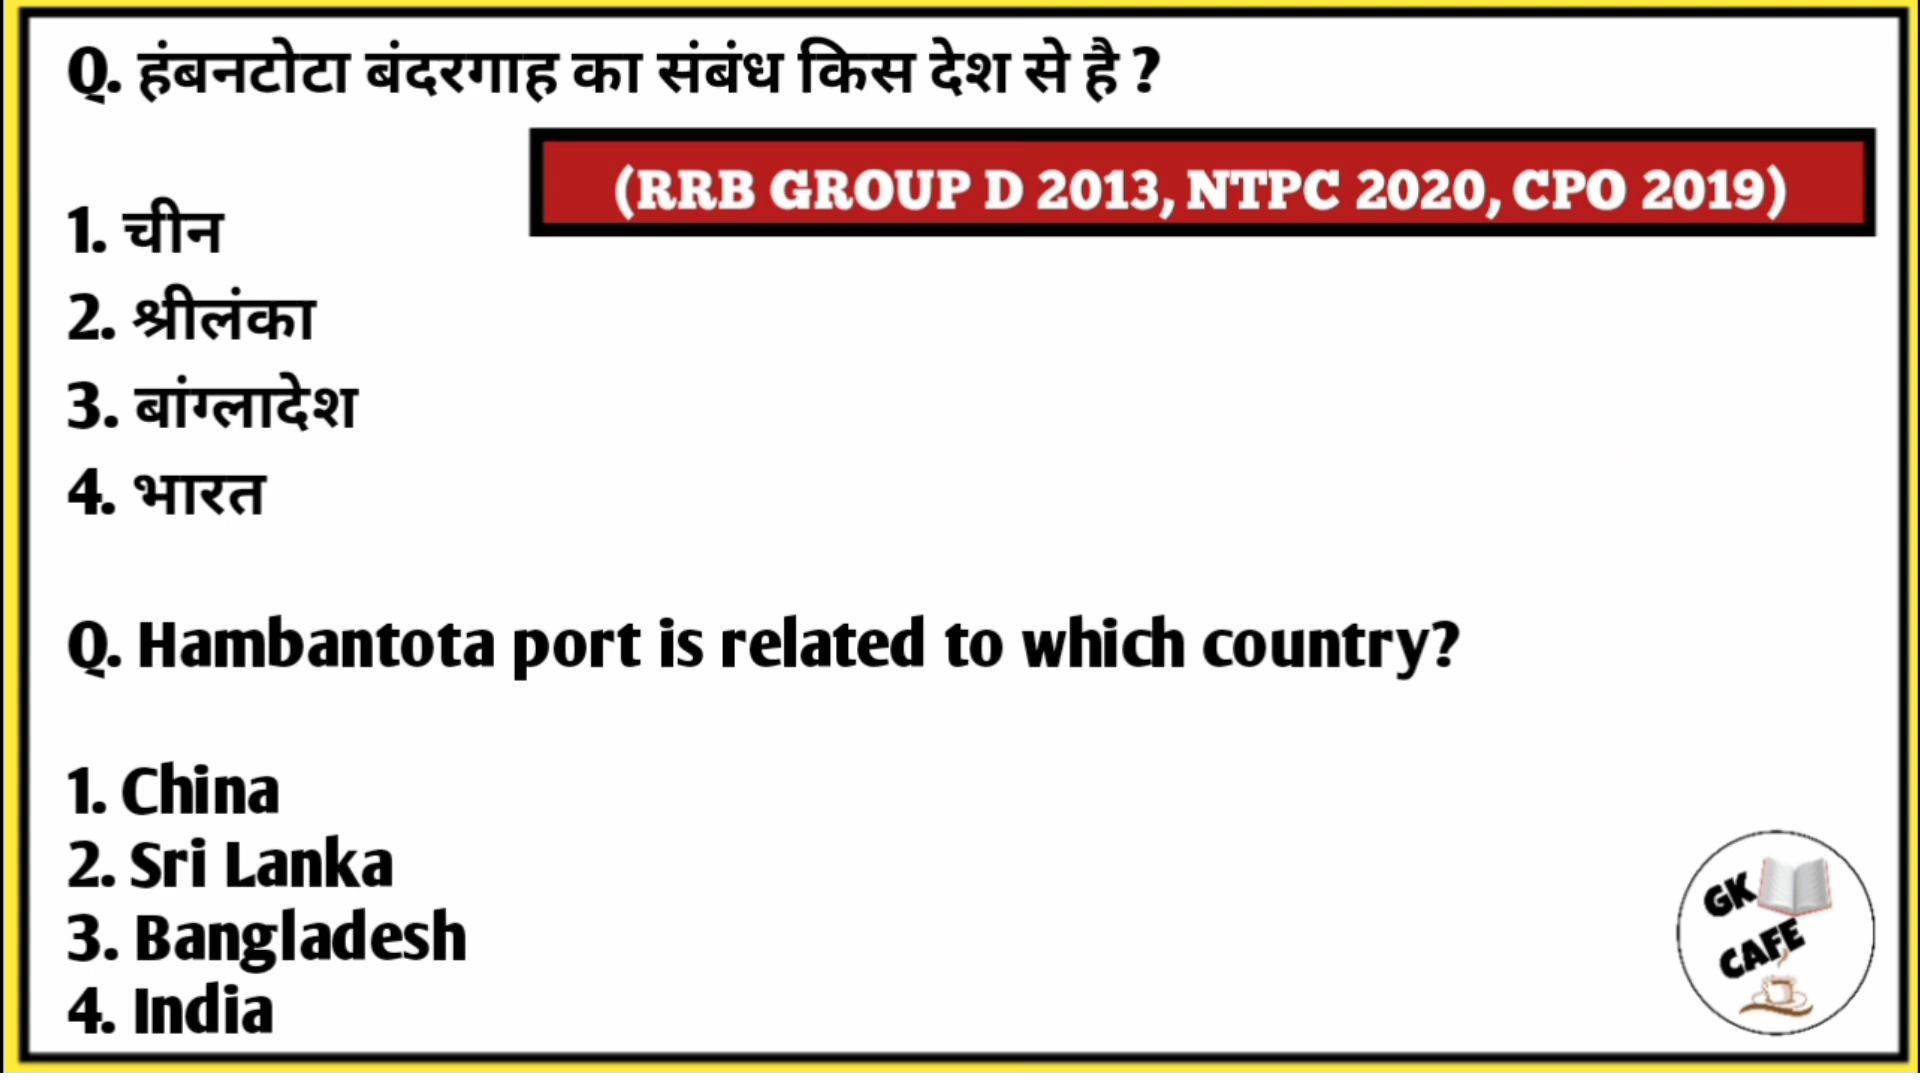 Q. हंबनटोटा बंदरगाह का संबंध किस देश से है ?
(RRB GROUP D 2013, NTPC 2020, CPO 2019)
1. चीन
2. श्रीलंका
3. बांग्लादेश
4. भारत
Q. Hambantota port is related to which country?
1. China
2. Sri Lanka
3. Bangladesh
4. India
GK
CAFE